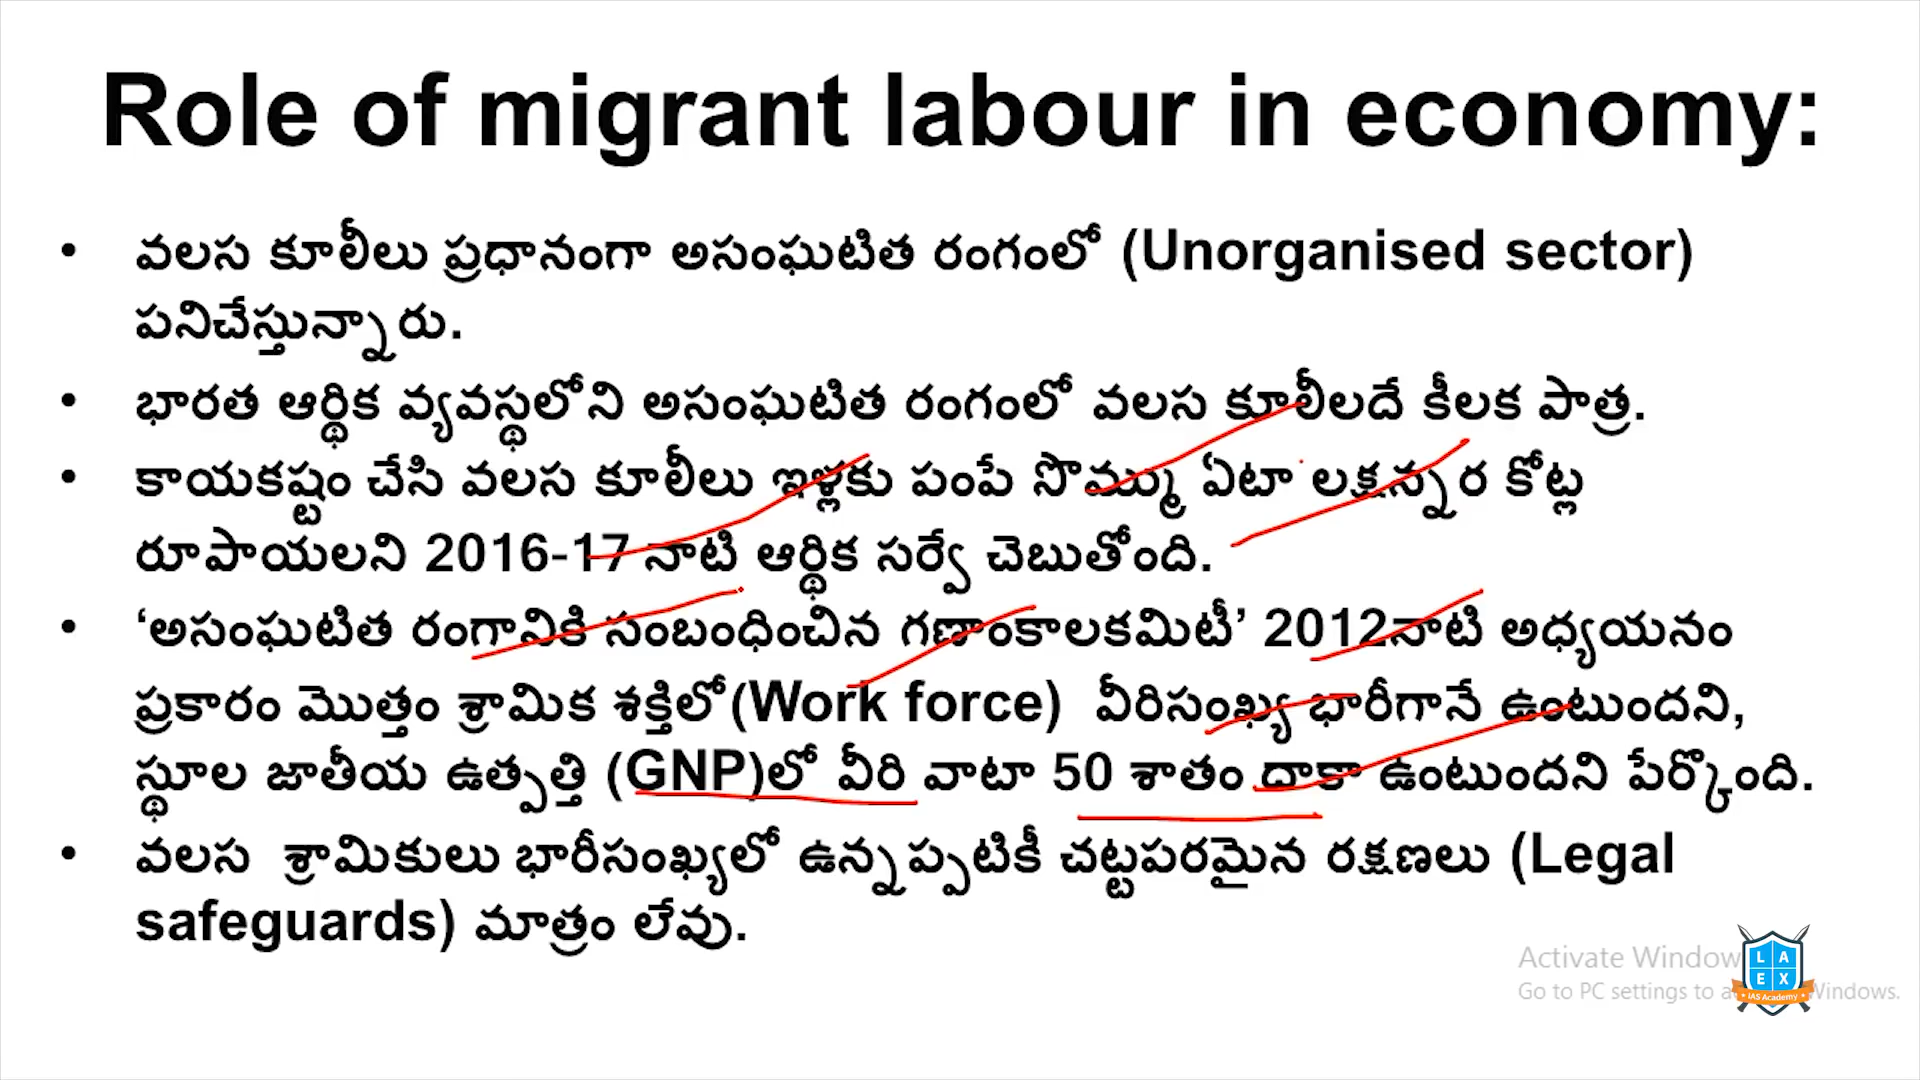 Role of migrant labour in economy:
• వలస కూలీలు ప్రధానంగా అసంఘటిత రంగంలో (Unorganised sector)
పనిచేస్తున్నారు.
• భారత ఆర్థిక వ్యవస్థలోని అసంఘటిత రంగంలో వలస కూలీలదే కీలక పాత్ర.
• కాయకష్టం చేసి వలస కూలీలు ఇళ్లకు పంపే సొమ్ము ఏటా లక్షన్నర కోట్ల
రూపాయలని 2016-17 నాటి ఆర్థిక సర్వే చెబుతోంది.
• ‘అసంఘటిత రంగానికి సంబంధించిన గణాంకాలకమిటీ’ 2012నాటి అధ్యయనం
ప్రకారం మొత్తం శ్రామిక శక్తిలో(Work force) వీరిసంఖ్య భారీగానే ఉంటుందని,
స్థూల జాతీయ ఉత్పత్తి (GNP)లో వీరి వాటా 50 శాతం దాకా ఉంటుందని పేర్కొంది.
• వలస శ్రామికులు భారీసంఖ్యలో ఉన్నప్పటికీ చట్టపరమైన రక్షణలు (Legal
safeguards) మాత్రం లేవు.
Activate Window
Go to PC settings to a Windows.
L A
E X
IAS Academy